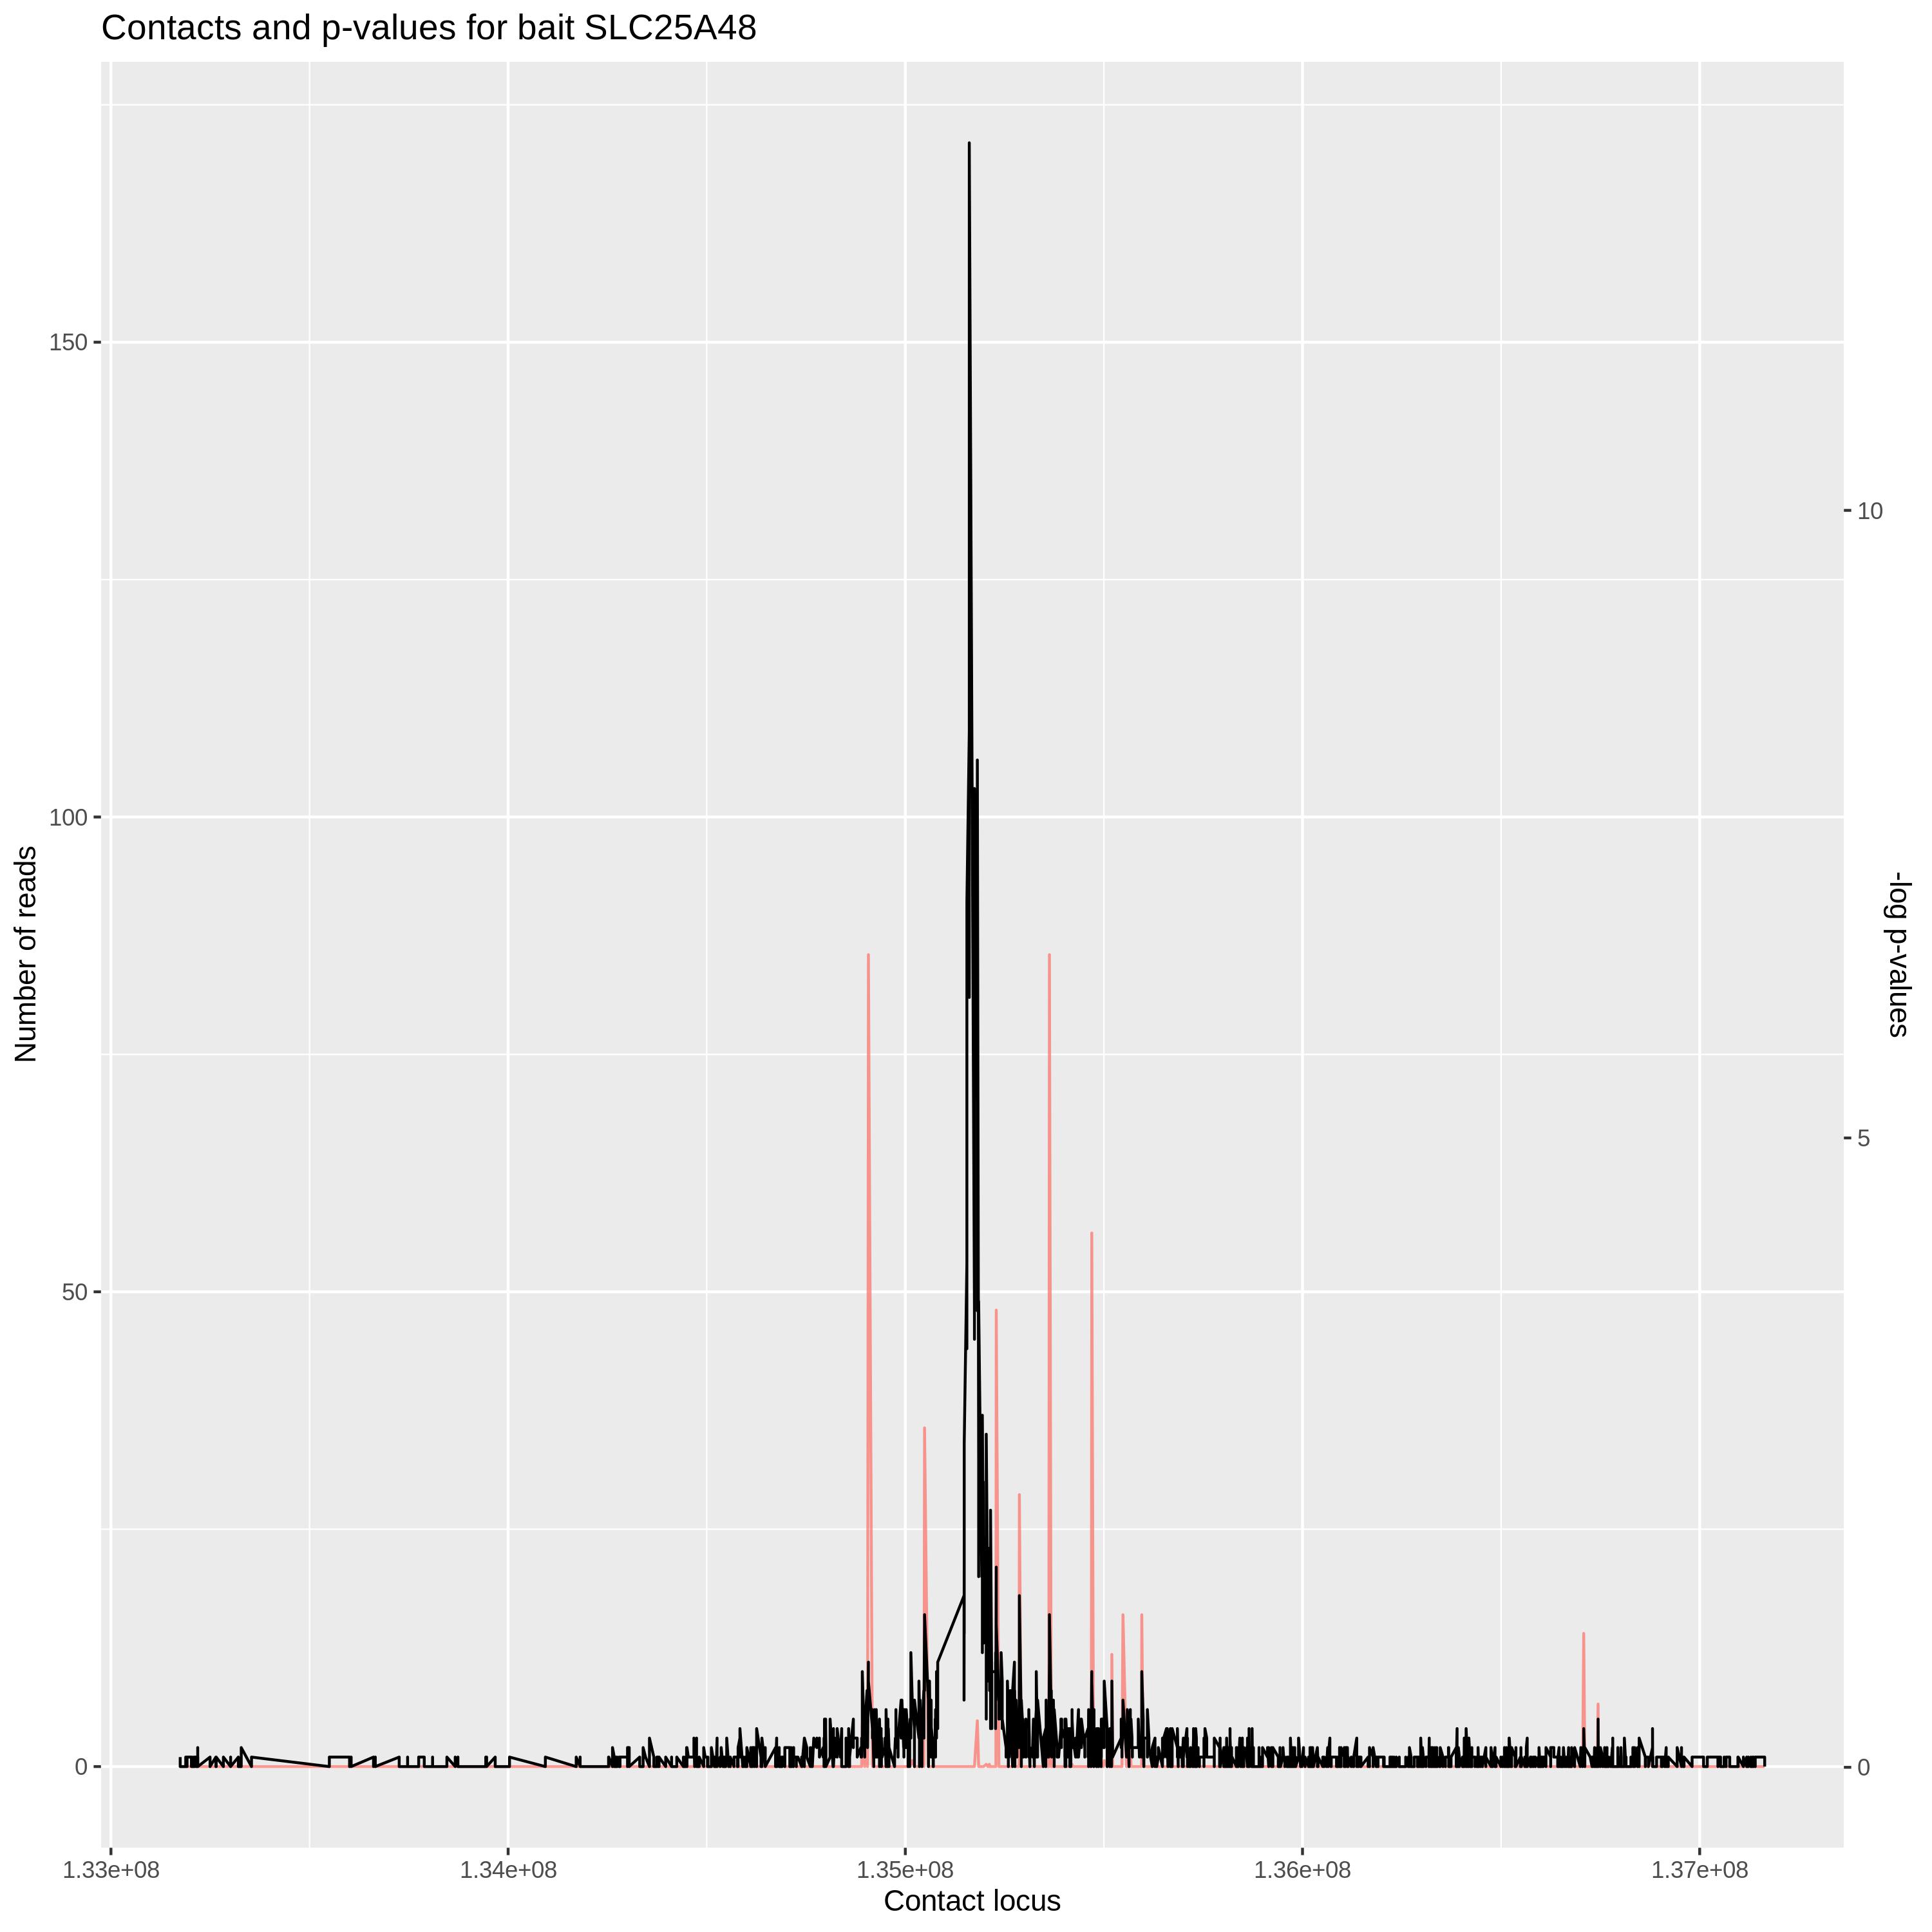 Contacts and p-values for bait SLC25A48
Number of reads
150
100
50
0
10
5
0
-log p-values
1.33e+08
1.34e+08
1.35e+08
1.36e+08
1.37e+08
Contact locus